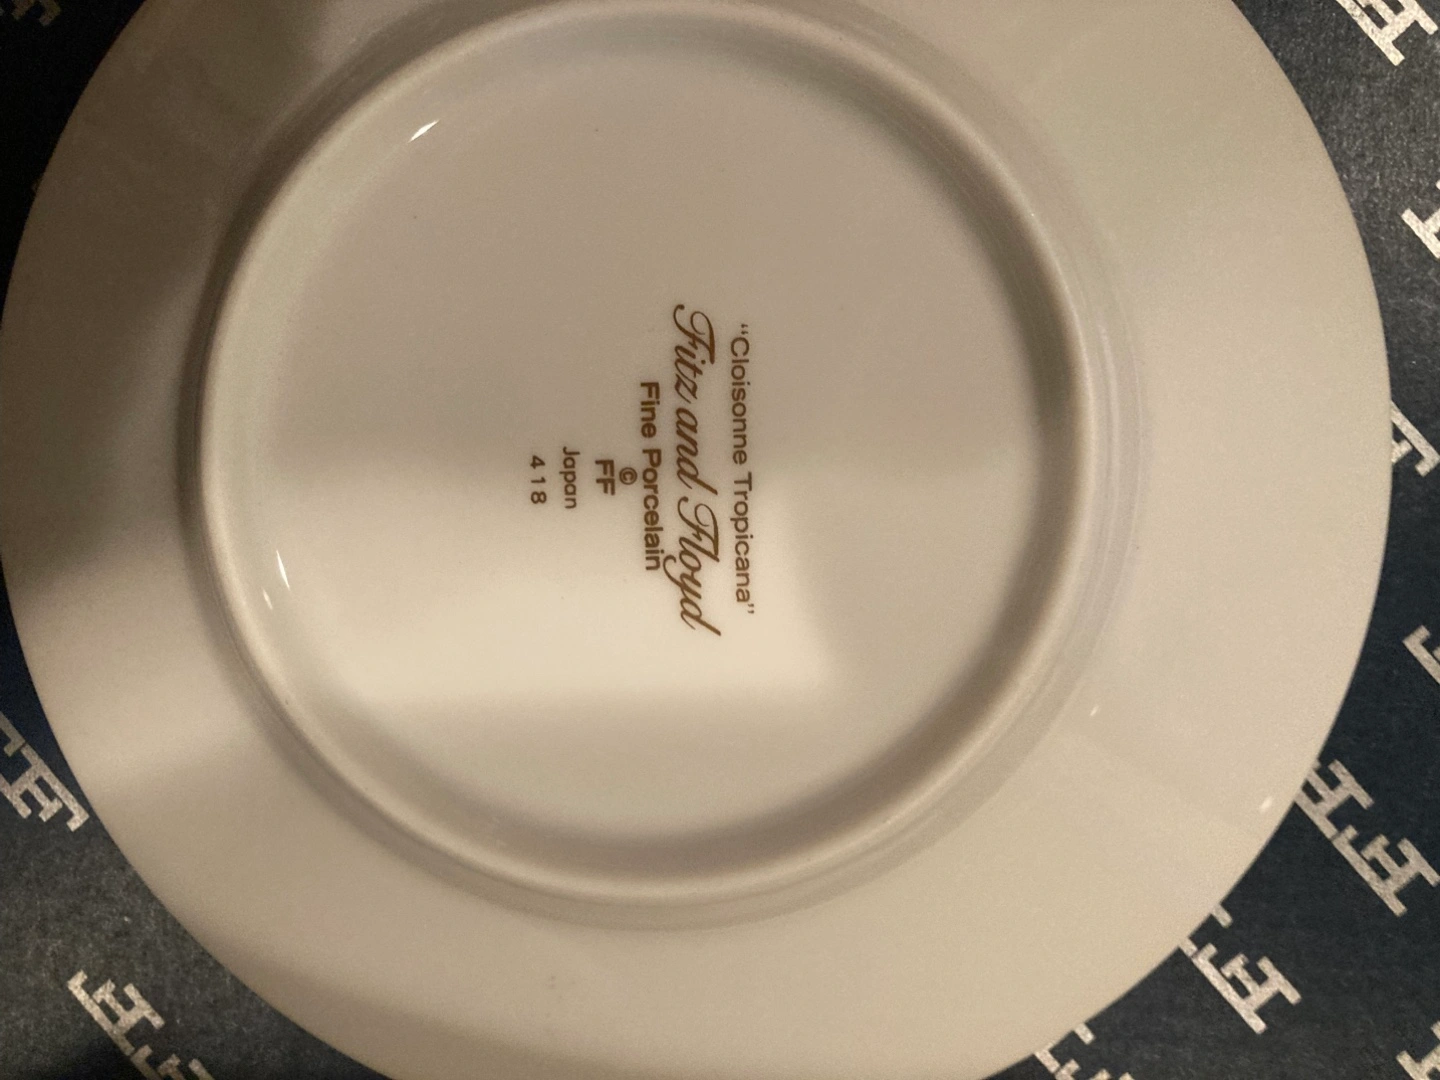 "Cloisonne Tropicana"
Fitz and Floyd
Fine Porcelain
©
FF
Japan
418